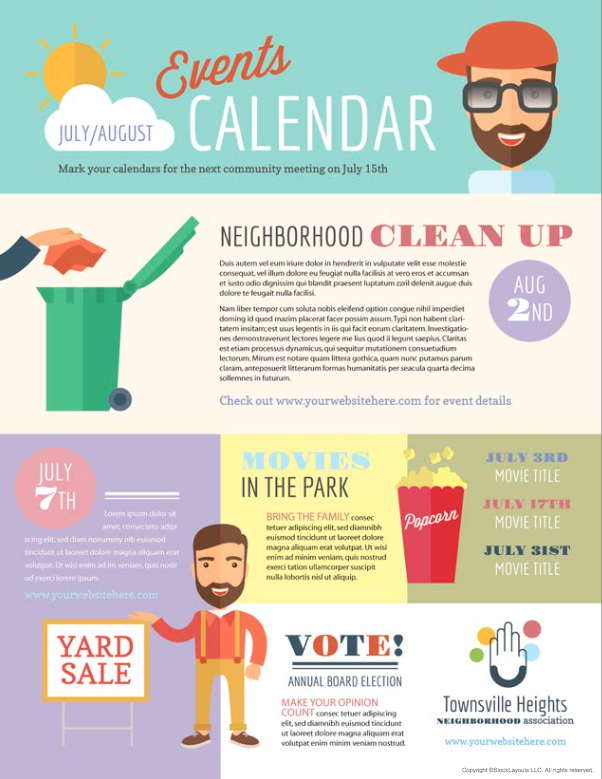 Events
CALENDAR
JULY/AUGUST
Mark your calendars for the next community meeting on July 15th
NEIGHBORHOOD CLEAN UP
Duis autem vel eum iriure dolor in hendrerit in vulputate velit esse molestie
consequat, vel illum dolore eu feugiat nulla facilisis at vero eros et accumsan
et iusto odio dignissim qui blandit praesent luptatum zzril delenit augue duis
dolore te feugait nulla facilisi.
Nam liber tempor cum soluta nobis eleifend option congue nihil imperdiet
doming id quod mazim placerat facer possim assum. Typi non habent clari-
tatem insitam; est usus legentis in iis qui facit eorum claritatem. Investigatio-
nes demonstraverunt lectores legere me lius quod ii legunt saepius. Claritas
est etiam processus dynamicus, qui sequitur mutationem consuetudium
lectorum. Mirum est notare quam littera gothica, quam nunc putamus parum
claram, anteposuerit litterarum formas humanitatis per seacula quarta decima
sollemnes in futurum.
AUG
2ND
Check out www.yourwebsitehere.com for event details
JULY
7TH
Lorem ipsum dolor sit
amet, consectetu adipi
scing elit, sed diam nonummy nib euismod
tincidunt ut laoreet dolore magna aliquam erat
volutpat. Ut wisi enim ad im veniam, quis nostr
ud exerci lorem ipsum.
www.yourwebsitehere.com
YARD
SALE
MOVIES
IN THE PARK
BRING THE FAMILY consec
tetuer adipiscing elit, sed diamnibh
euismod tincidunt ut laoreet dolore
magna aliquam erat volutpat. Ut wisi
enim ad minim veniam, quis nostrud
exerci tation ullamcorper suscipit
nulla lobortis nisl ut aliquip.
Popcorn
JULY 3RD
MOVIE TITLE
JULY 17TH
MOVIE TITLE
JULY 31ST
MOVIE TITLE
VOTE!
ANNUAL BOARD ELECTION
MAKE YOUR OPINION
COUNT consec tetuer adipiscing
elit, sed diamnibh euismod tincidunt
ut laoreet dolore magna aliquam erat
volutpat enim minim veniam nostrud.
Townsville Heights
NEIGHBORHOOD association
www.yourwebsitehere.com
Copyright ©StockLayouts LLC. All rights reserved.